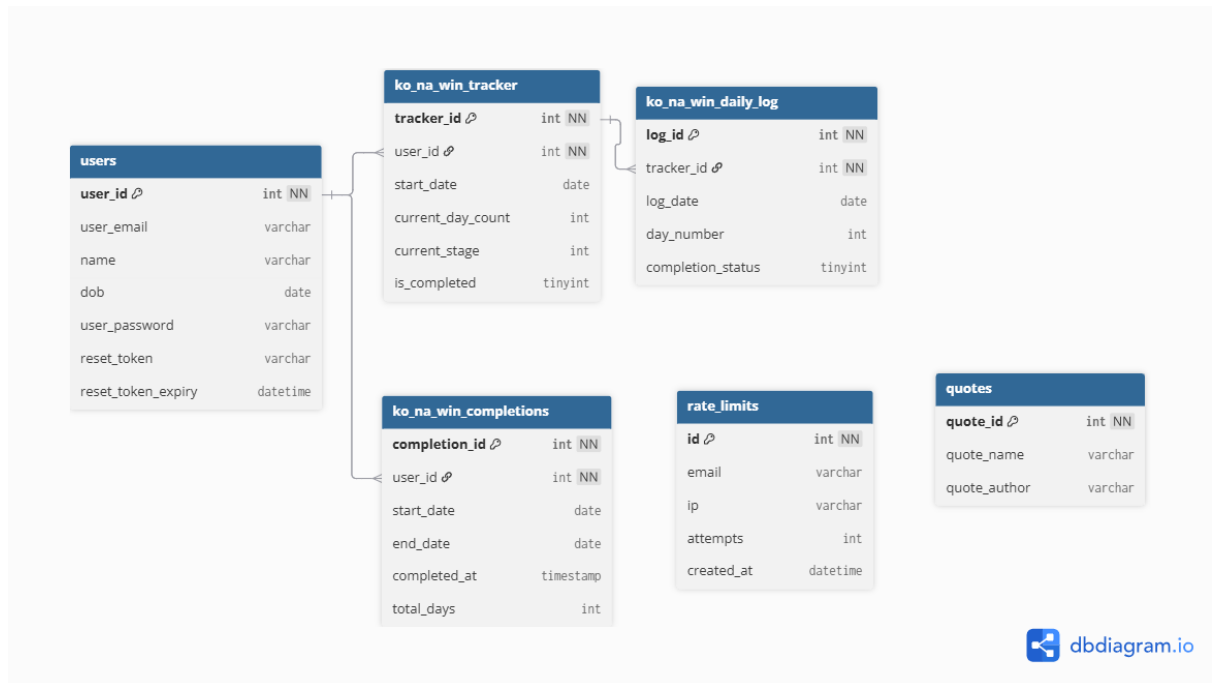 users
user_id int NN
user_email varchar
name varchar
dob date
user_password varchar
reset_token varchar
reset_token_expiry datetime
ko_na_win_tracker
tracker_id int NN
user_id int NN
start_date date
current_day_count int
current_stage int
is_completed tinyint
ko_na_win_daily_log
log_id int NN
tracker_id int NN
log_date date
day_number int
completion_status tinyint
ko_na_win_completions
completion_id int NN
user_id int NN
start_date date
end_date date
completed_at timestamp
total_days int
rate_limits
id int NN
email varchar
ip varchar
attempts int
created_at datetime
quotes
quote_id int NN
quote_name varchar
quote_author varchar
dbdiagram.io